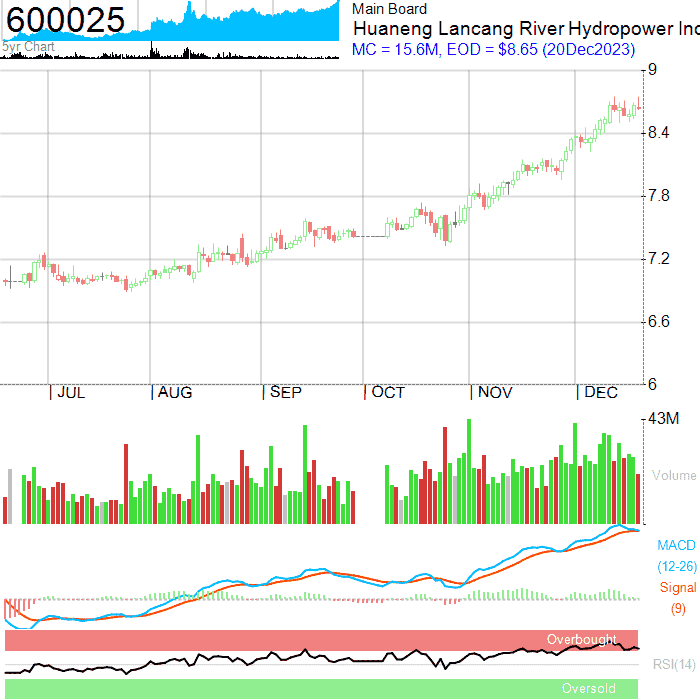 600025
5yr Chart
Main Board
Huaneng Lancang River Hydropower Inc
MC = 15.6M, EOD = $8.65 (20Dec2023)
9
8.4
7.8
7.2
6.6
6
JUL AUG SEP OCT NOV DEC
43M
Volume
MACD
(12-26)
Signal
(9)
Overbought
RSI(14)
Oversold